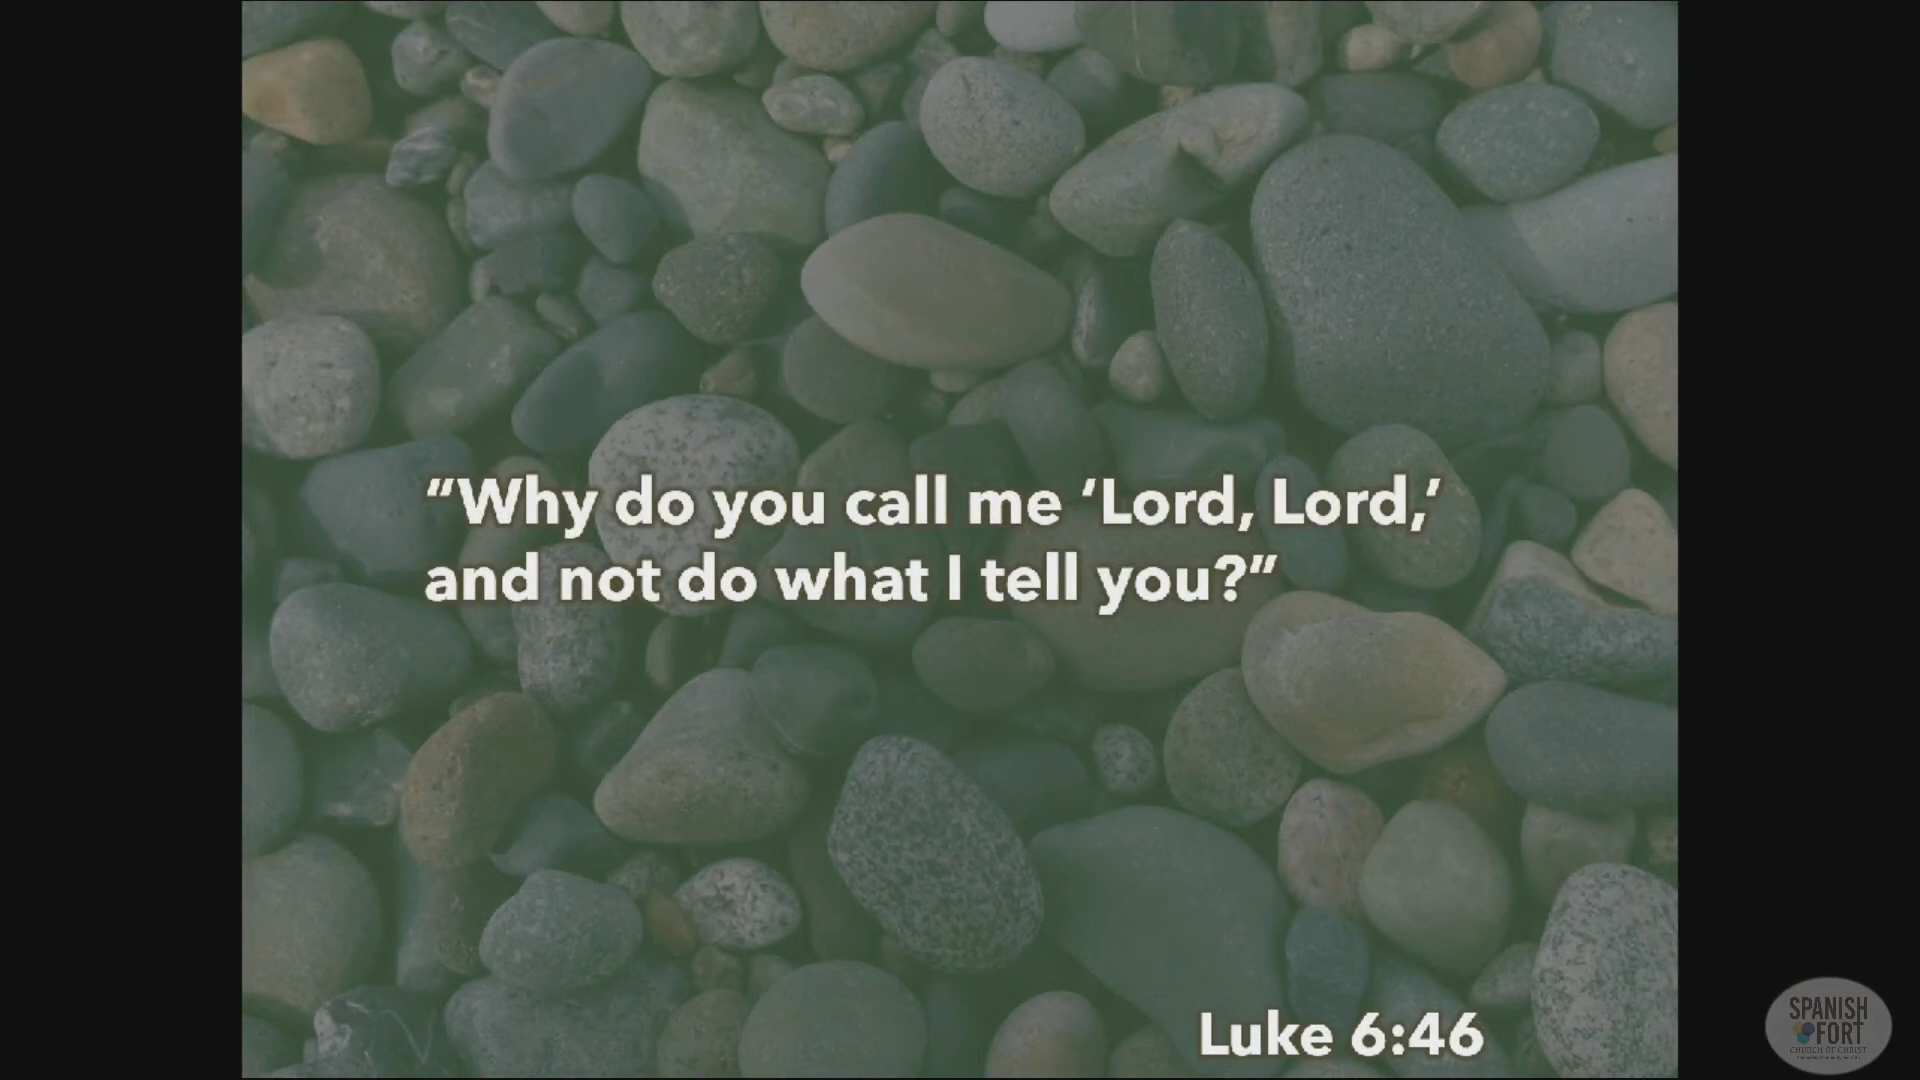 “Why do you call me ‘Lord, Lord,’
and not do what I tell you?”
Luke 6:46
SPANISH
FORT
CHURCH OF CHRIST